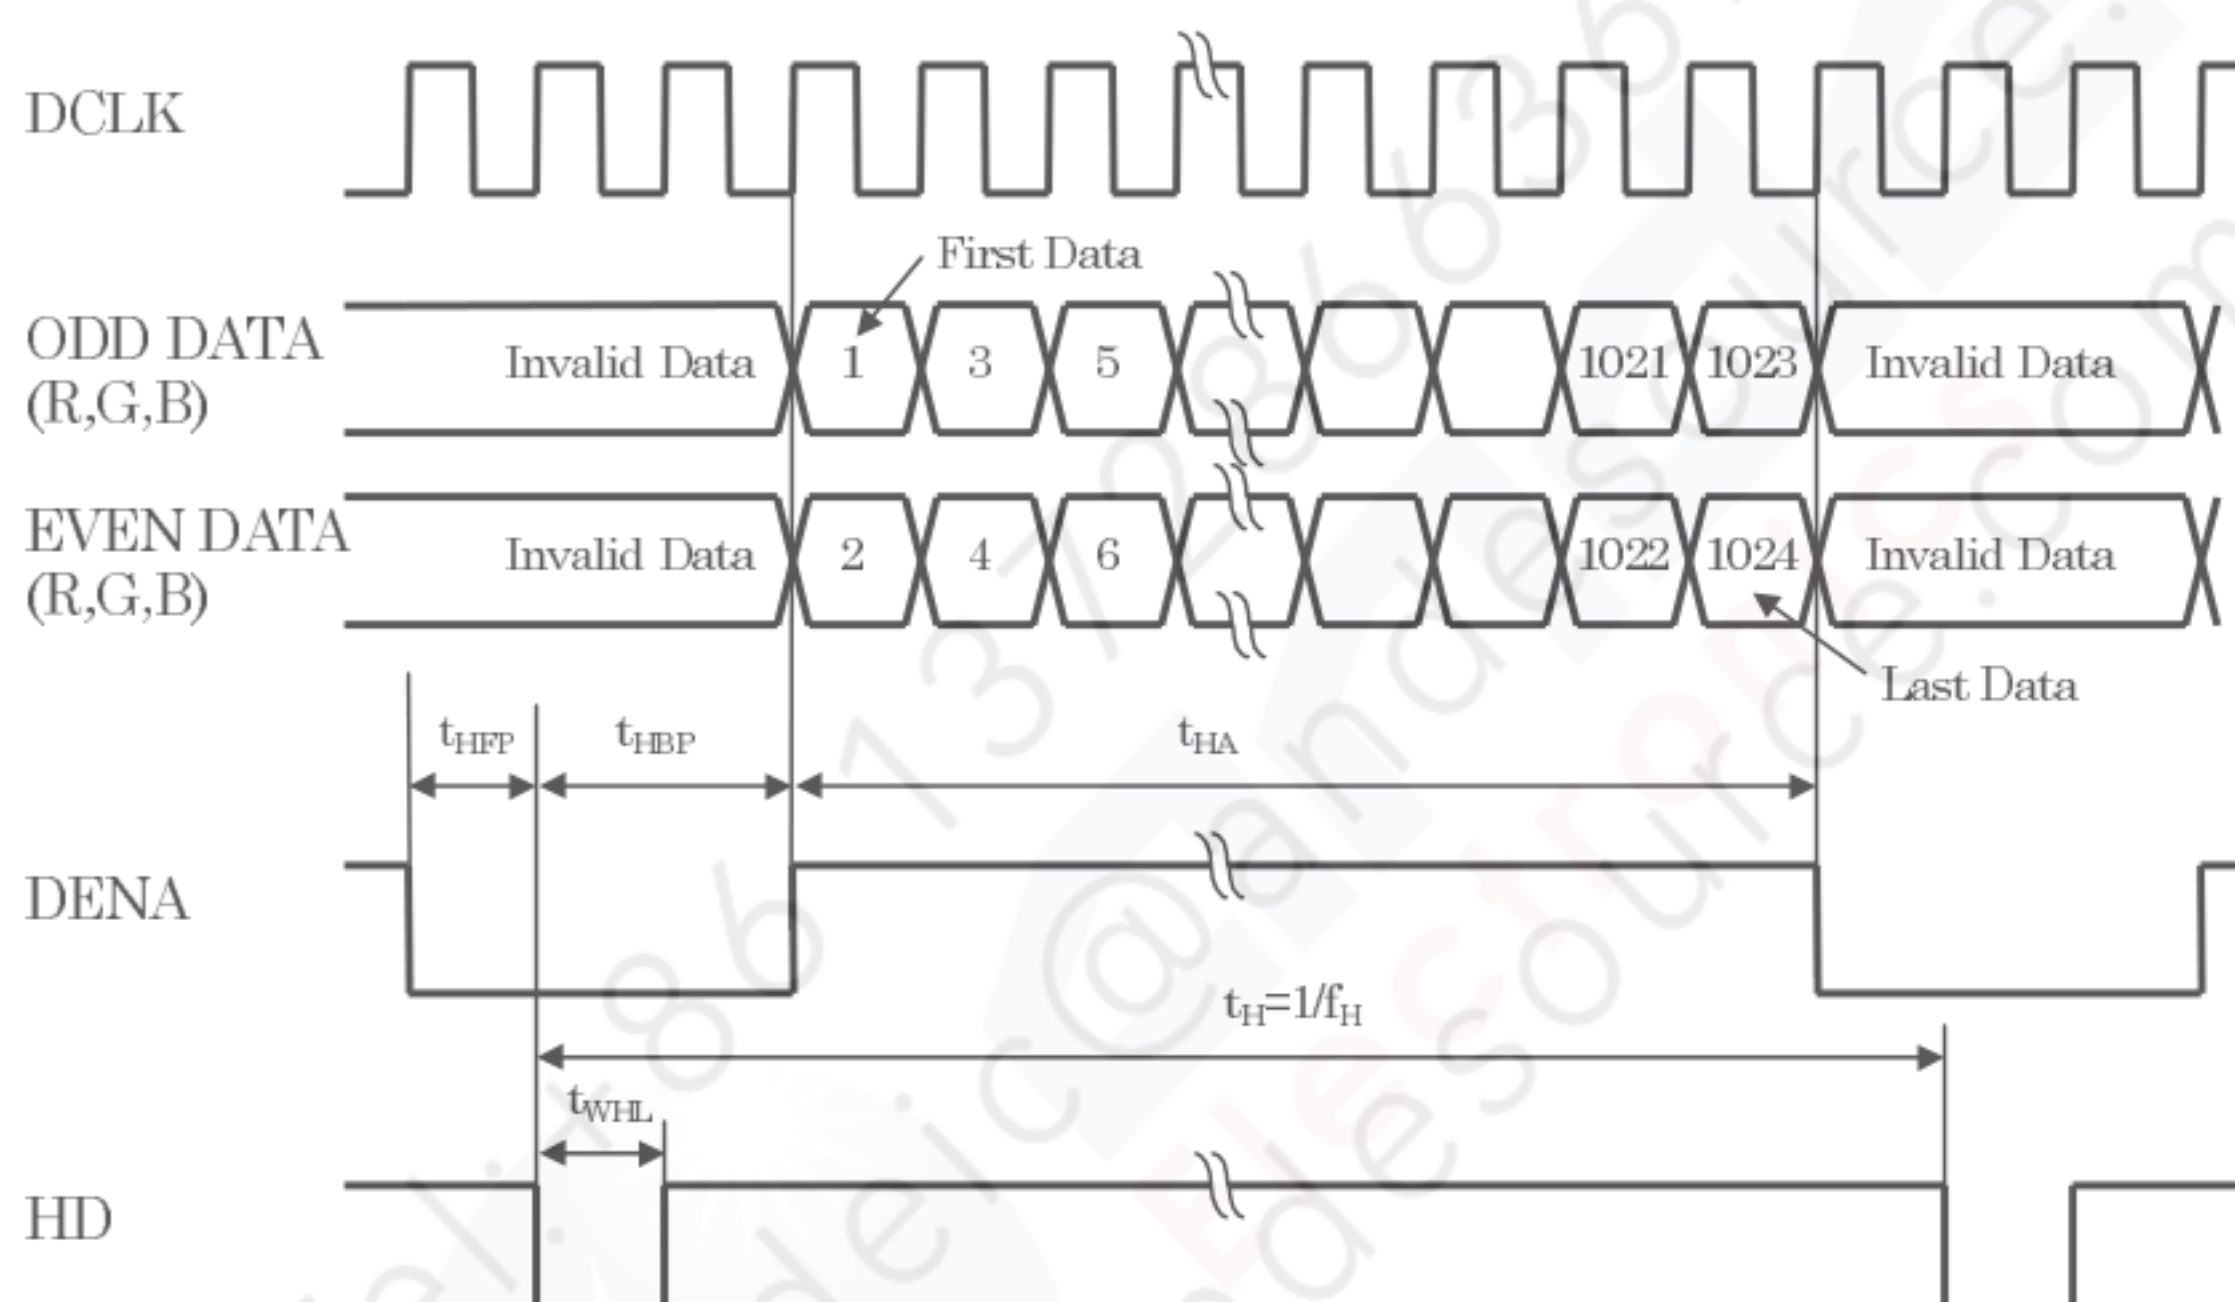 DCLK
First Data
ODD DATA
(R,G,B)
Invalid Data 1 3 5 1021 1023 Invalid Data
EVEN DATA
(R,G,B)
Invalid Data 2 4 6 1022 1024 Invalid Data
Last Data
tHFP tHBP tHA
DENA
tH=1/fH
tWHL
HD